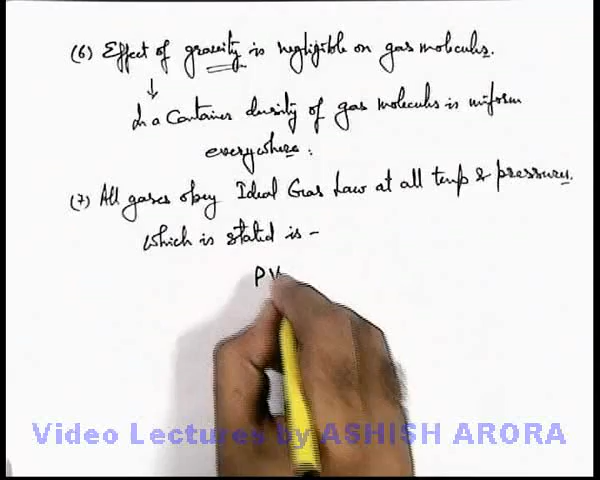 (6) Effect of gravity is negligible on gas molecules.
In a Container density of gas molecules is uniform
everywhere.
(7) All gases obey Ideal Gas Law at all temp & pressures.
Which is stated is -
PV
Video Lectures by ASHISH ARORA